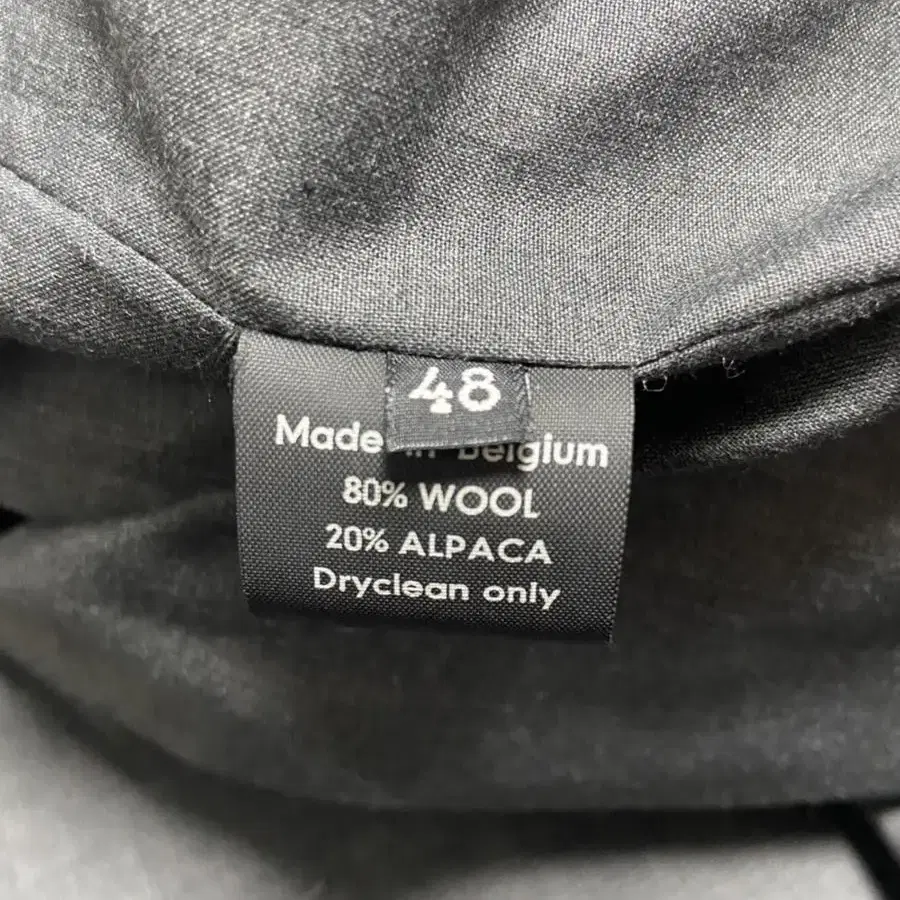 48
Made in Belgium
80% WOOL
20% ALPACA
Dryclean only